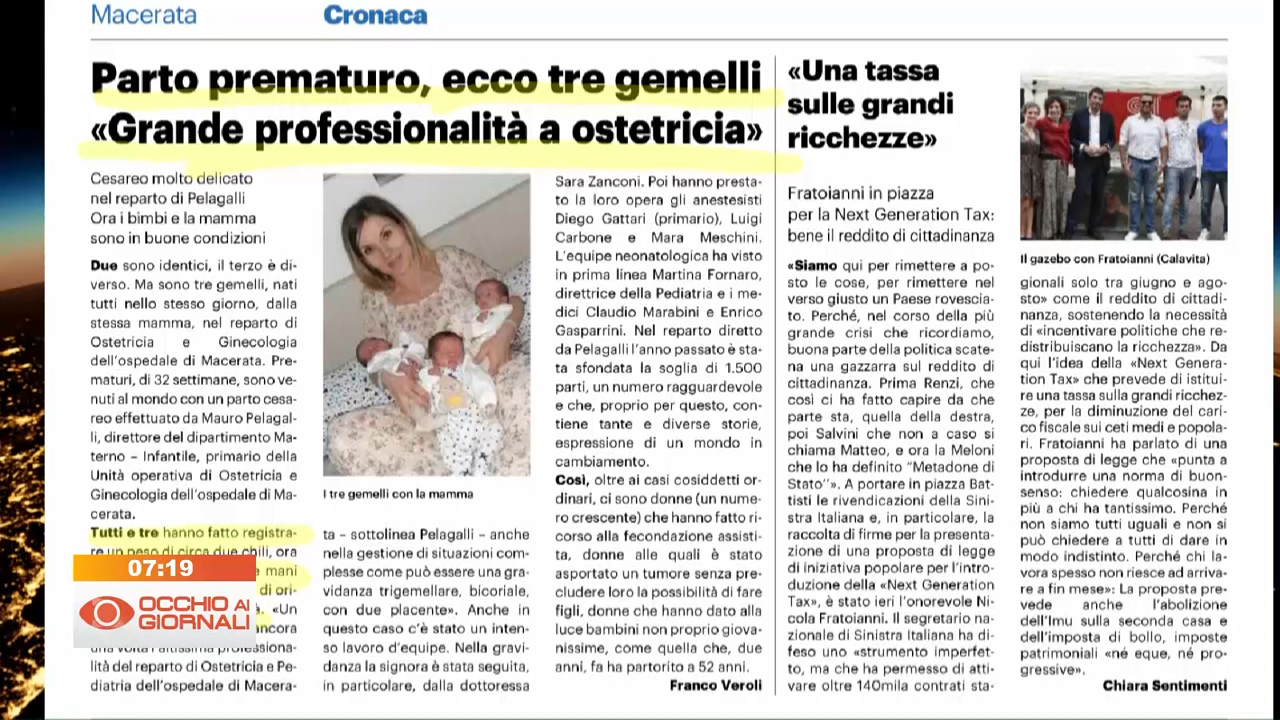 Macerata
Cronaca
Parto prematuro, ecco tre gemelli
«Grande professionalità a ostetricia»
Cesareo molto delicato
nel reparto di Pelagalli
Ora i bimbi e la mamma
sono in buone condizioni
Due sono identici, il terzo è di-
verso. Ma sono tre gemelli, nati
tutti nello stesso giorno, dalla
stessa mamma, nel reparto di
Ostetricia e Ginecologia
dell'ospedale di Macerata. Pre-
maturi, di 32 settimane, sono ve-
nuti al mondo con un parto cesa-
reo effettuato da Mauro Pelagal-
li, direttore del dipartimento Ma-
terno – Infantile, primario della
Unità operativa di Ostetricia e
Ginecologia dell'ospedale di Ma-
cerata.
Tutti e tre hanno fatto registra-
re un peso di circa due chili, ora
mani
di ori-
«Un
ancora
una volta l'altissima professiona-
lità del reparto di Ostetricia e Pe-
diatria dell'ospedale di Macera-
07:19
OCCHIO AI
GIORNALI
I tre gemelli con la mamma
ta – sottolinea Pelagalli – anche
nella gestione di situazioni com-
plesse come può essere una gra-
vidanza trigemellare, bicoriale,
con due placente». Anche in
questo caso c'è stato un inten-
so lavoro d'equipe. Nella gravi-
danza la signora è stata seguita,
in particolare, dalla dottoressa
Sara Zanconi. Poi hanno presta-
to la loro opera gli anestesisti
Diego Gattari (primario), Luigi
Carbone e Mara Meschini.
L'equipe neonatologica ha visto
in prima linea Martina Fornaro,
direttrice della Pediatria e i me-
dici Claudio Marabini e Enrico
Gasparrini. Nel reparto diretto
da Pelagalli l'anno passato è sta-
ta sfondata la soglia di 1.500
parti, un numero ragguardevole
e che, proprio per questo, con-
tiene tante e diverse storie,
espressione di un mondo in
cambiamento.
Così, oltre ai casi cosiddetti or-
dinari, ci sono donne (un nume-
ro crescente) che hanno fatto ri-
corso alla fecondazione assisti-
ta, donne alle quali è stato
asportato un tumore senza pre-
cludere loro la possibilità di fare
figli, donne che hanno dato alla
luce bambini non proprio giova-
nissime, come quella che, due
anni, fa ha partorito a 52 anni.
Franco Veroli
«Una tassa
sulle grandi
ricchezze»
Fratoianni in piazza
per la Next Generation Tax:
bene il reddito di cittadinanza
«Siamo qui per rimettere a po-
sto le cose, per rimettere nel
verso giusto un Paese rovescia-
to. Perché, nel corso della più
grande crisi che ricordiamo,
buona parte della politica scate-
na una gazzarra sul reddito di
cittadinanza. Prima Renzi, che
così ci ha fatto capire da che
parte sta, quella della destra,
poi Salvini che non a caso si
chiama Matteo, e ora la Meloni
che lo ha definito "Metadone di
Stato"». A portare in piazza Bat-
tisti le rivendicazioni della Sini-
stra Italiana e, in particolare, la
raccolta di firme per la presenta-
zione di una proposta di legge
di iniziativa popolare per l'intro-
duzione della «Next Generation
Tax», è stato ieri l'onorevole Ni-
cola Fratoianni. Il segretario na-
zionale di Sinistra Italiana ha di-
feso uno «strumento imperfet-
to, ma che ha permesso di atti-
vare oltre 140mila contratti sta-
Il gazebo con Fratoianni (Calavita)
gionali solo tra giugno e ago-
sto» come il reddito di cittadi-
nanza, sostenendo la necessità
di «incentivare politiche che re-
distribuiscano la ricchezza». Da
qui l'idea della «Next Genera-
tion Tax» che prevede di istitui-
re una tassa sulla grandi ricchez-
ze, per la diminuzione del cari-
co fiscale sui ceti medi e popola-
ri. Fratoianni ha parlato di una
proposta di legge che «punta a
introdurre una norma di buon-
senso: chiedere qualcosina in
più a chi ha tantissimo. Perché
non siamo tutti uguali e non si
può chiedere a tutti di dare in
modo indistinto. Perché chi la-
vora spesso non riesce ad arriva-
re a fin mese»: La proposta pre-
vede anche l'abolizione
dell'Imu sulla seconda casa e
dell'imposta di bollo, imposte
patrimoniali «né eque, né pro-
gressive».
Chiara Sentimenti